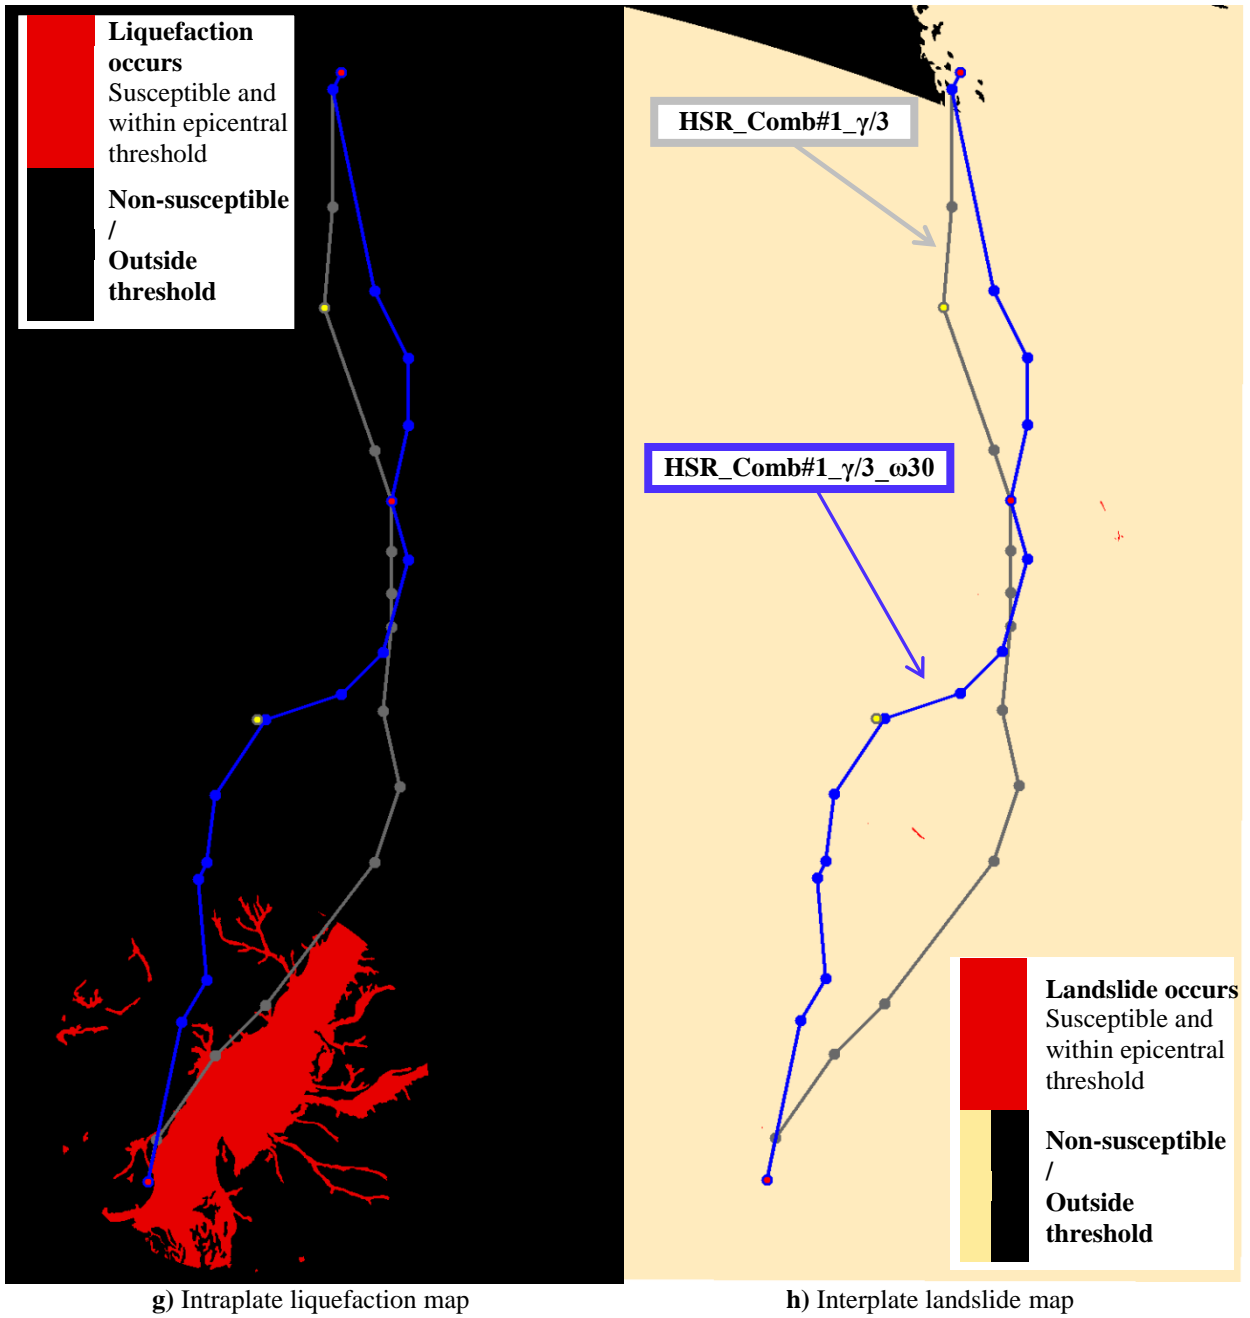 Liquefaction
occurs
Susceptible and
within epicentral
threshold
Non-susceptible
/
Outside
threshold
HSR_Comb#1_γ/3
HSR_Comb#1_γ/3_ω30
Landslide occurs
Susceptible and
within epicentral
threshold
Non-susceptible
/
Outside
threshold
g) Intraplate liquefaction map
h) Interplate landslide map